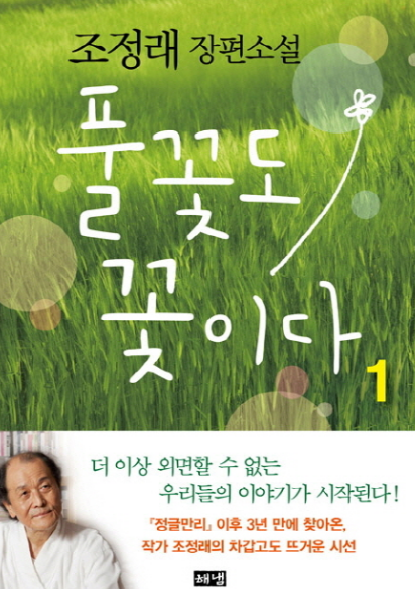 조정래 장편소설
풀꽃도
꽃이다
1
더 이상 외면할 수 없는
우리들의 이야기가 시작된다!
『정글만리』 이후 3년 만에 찾아온,
작가 조정래의 차갑고도 뜨거운 시선
해냄